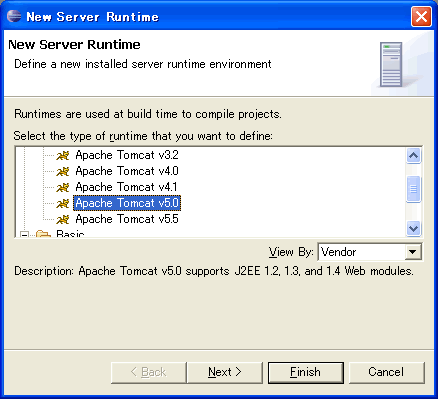 New Server Runtime
New Server Runtime
Define a new installed server runtime environment
Runtimes are used at build time to compile projects.
Select the type of runtime that you want to define:
Apache Tomcat v3.2
Apache Tomcat v4.0
Apache Tomcat v4.1
Apache Tomcat v5.0
Apache Tomcat v5.5
Basic
View By: Vendor
Description: Apache Tomcat v5.0 supports J2EE 1.2, 1.3, and 1.4 Web modules.
< Back Next > Finish Cancel